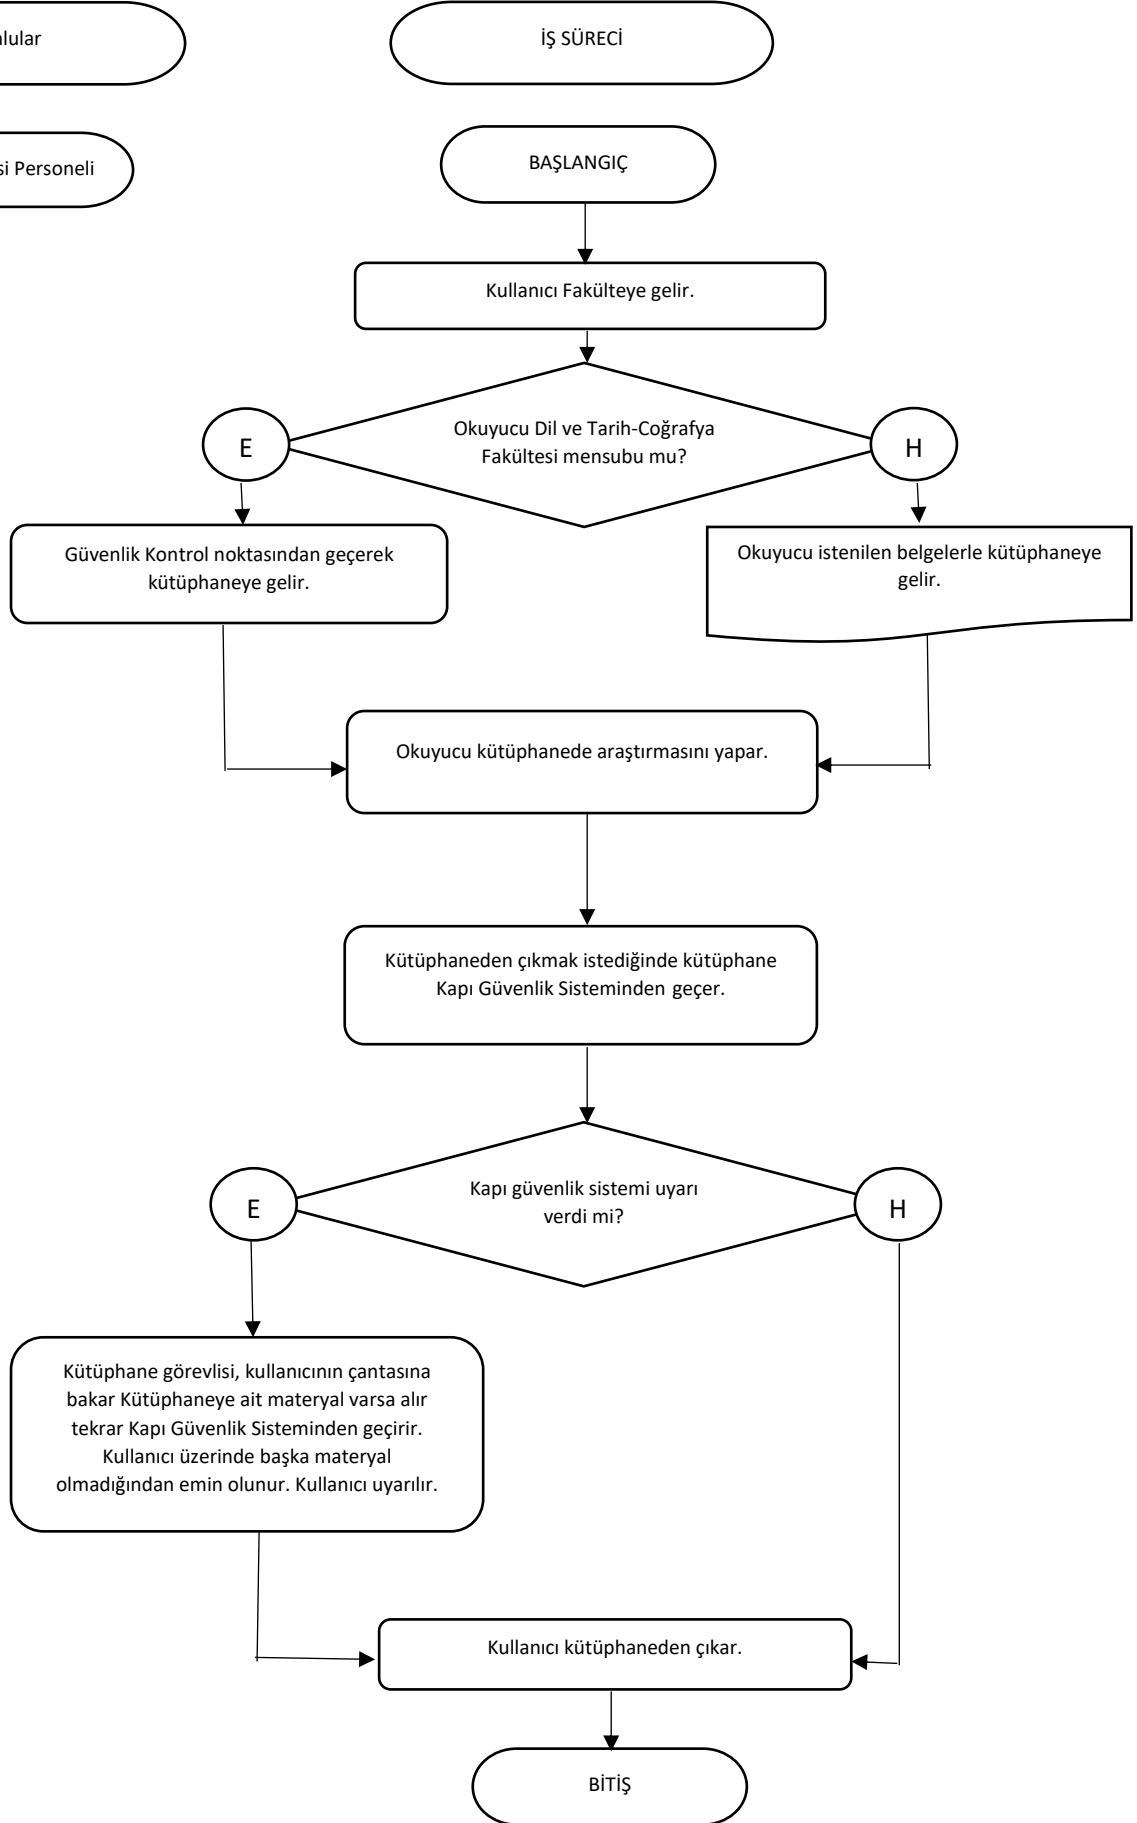 İŞ SÜRECİ
Personeli
BAŞLANGIÇ
Kullanıcı Fakülteye gelir.
Okuyucu Dil ve Tarih-Coğrafya
Fakültesi mensubu mu?
E
H
Güvenlik Kontrol noktasından geçerek
kütüphaneye gelir.
Okuyucu istenilen belgelerle kütüphaneye
gelir.
Okuyucu kütüphanede araştırmasını yapar.
Kütüphaneden çıkmak istediğinde kütüphane
Kapı Güvenlik Sisteminden geçer.
Kapı güvenlik sistemi uyarı
verdi mi?
E
H
Kütüphane görevlisi, kullanıcının çantasına
bakar Kütüphaneye ait materyal varsa alır
tekrar Kapı Güvenlik Sisteminden geçirir.
Kullanıcı üzerinde başka materyal
olmadığından emin olunur. Kullanıcı uyarılır.
Kullanıcı kütüphaneden çıkar.
BİTİŞ